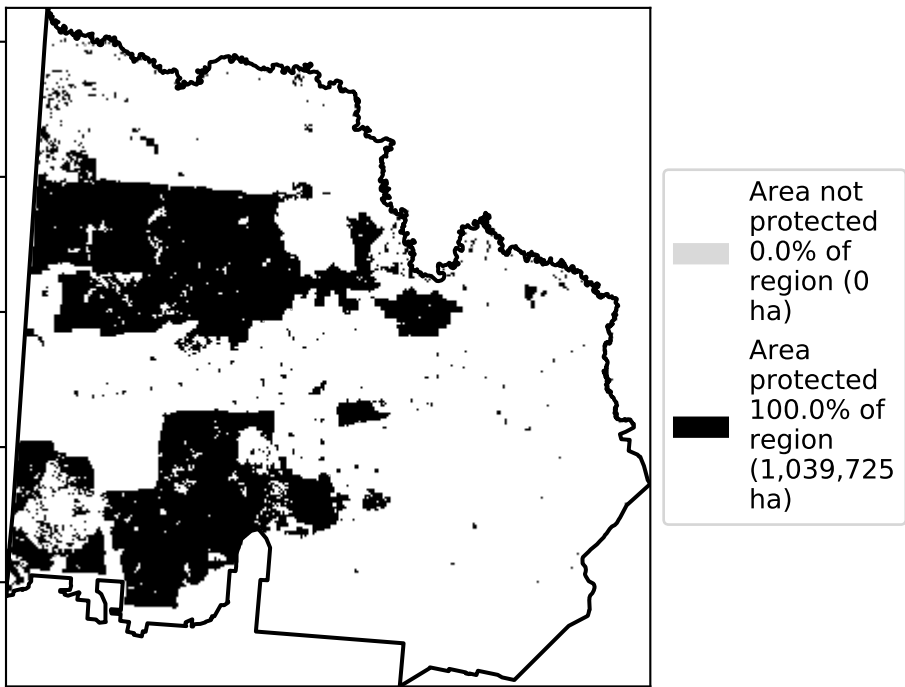 Area not
protected
0.0% of
region (0
ha)
Area
protected
100.0% of
region
(1,039,725
ha)